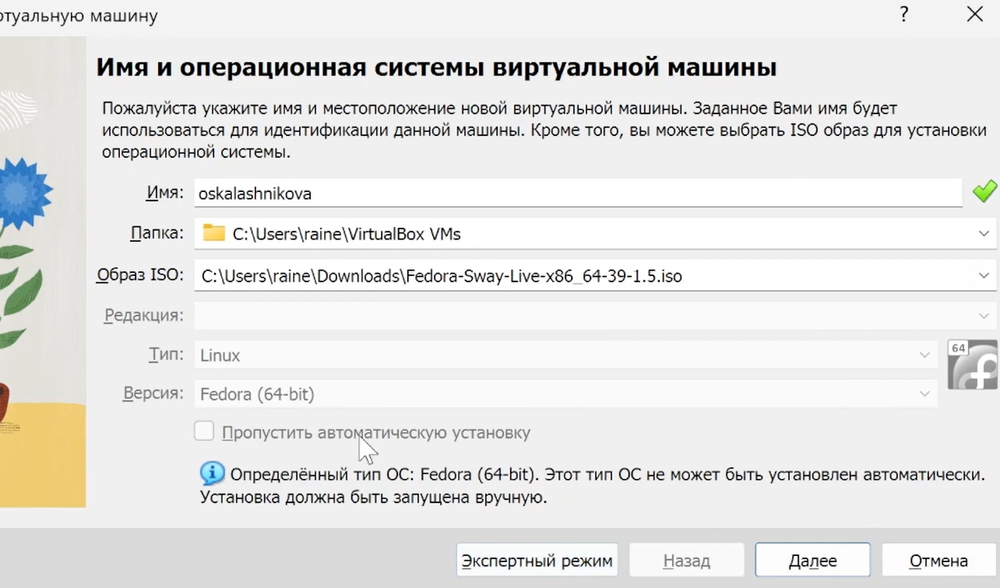 ртуальную машину ?
Имя и операционная системы виртуальной машины
Пожалуйста укажите имя и местоположение новой виртуальной машины. Заданное Вами имя будет
использоваться для идентификации данной машины. Кроме того, вы можете выбрать ISO образ для установки
операционной системы.
Имя: oskalashnikova
Папка: C:\Users\raine\VirtualBox VMs
Образ ISO: C:\Users\raine\Downloads\Fedora-Sway-Live-x86_64-39-1.5.iso
Редакция:
Тип: Linux 64
Версия: Fedora (64-bit)
Пропустить автоматическую установку
Определённый тип ОС: Fedora (64-bit). Этот тип ОС не может быть установлен автоматически.
Установка должна быть запущена вручную.
Экспертный режим Назад Далее Отмена